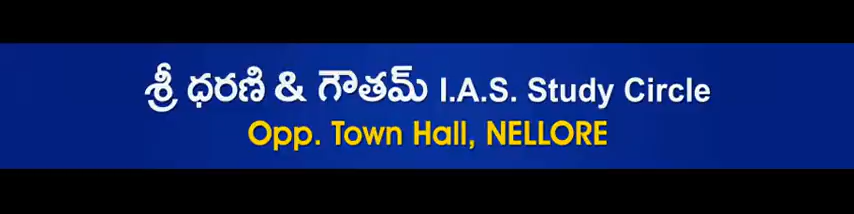 శ్రీ ధరణి & గౌతమ్ I.A.S. Study Circle
Opp. Town Hall, NELLORE